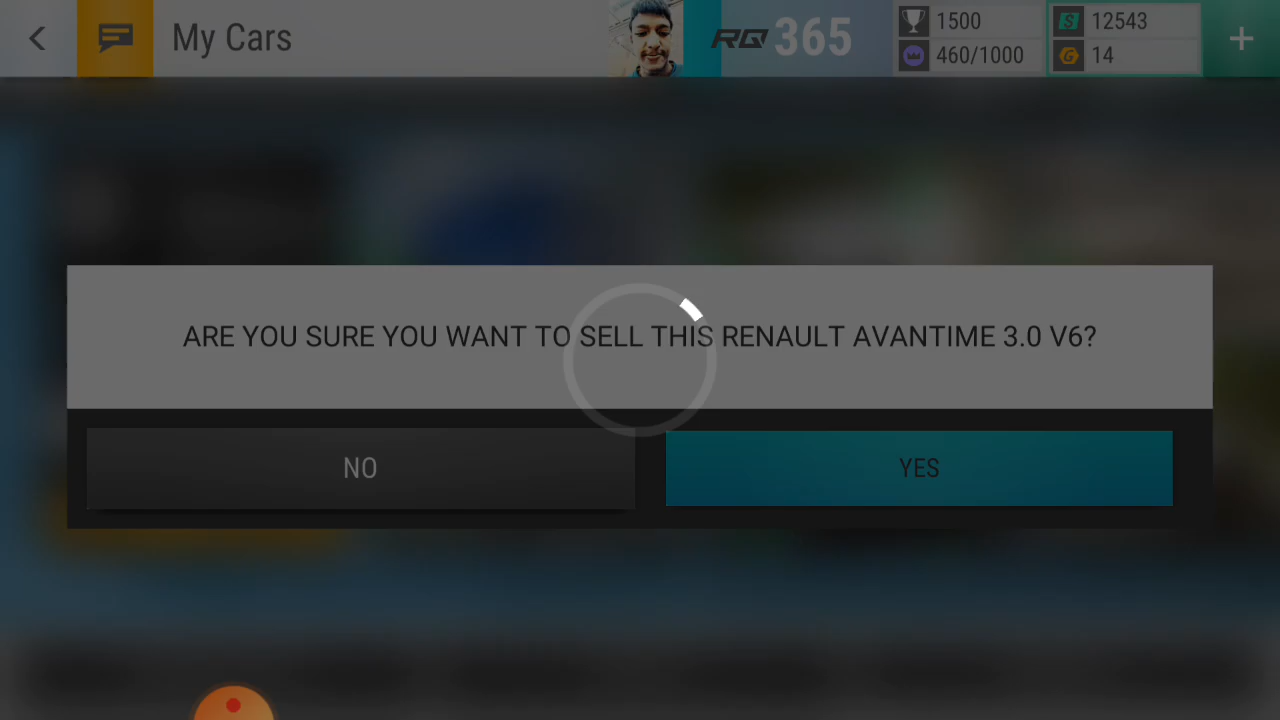 My Cars
RQ 365
1500
460/1000
12543
14
ARE YOU SURE YOU WANT TO SELL THIS RENAULT AVANTIME 3.0 V6?
NO
YES